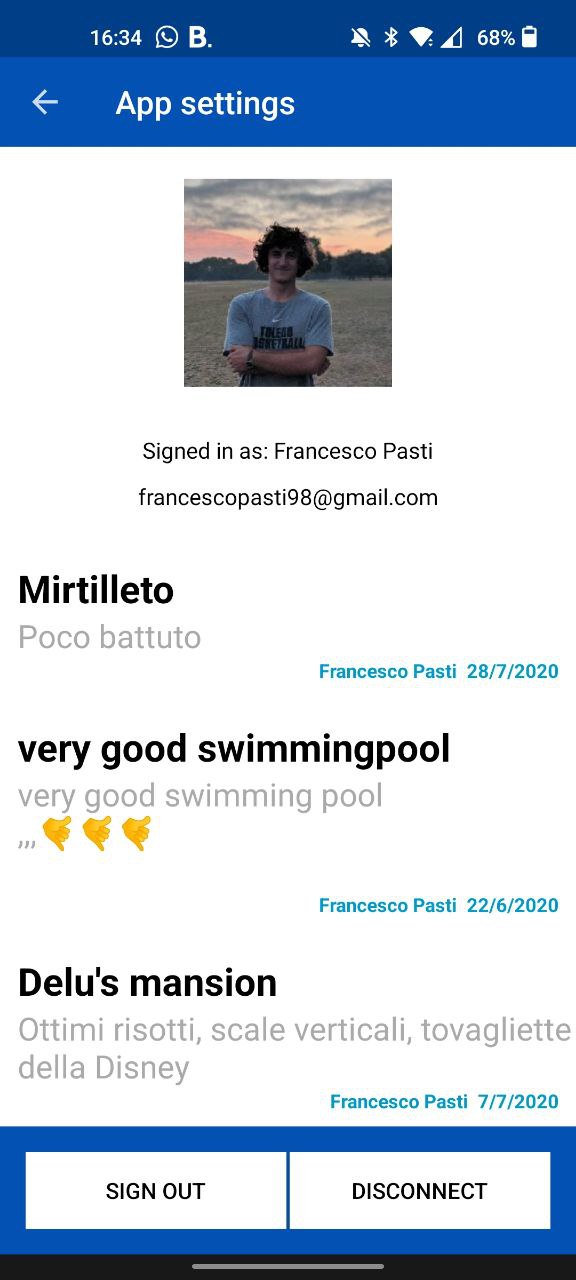 16:34 B. 68%
App settings
TOLEDO
BASKETBALL
Signed in as: Francesco Pasti
francescopasti98@gmail.com
Mirtilleto
Poco battuto
Francesco Pasti 28/7/2020
very good swimmingpool
very good swimming pool
,,,🤙🤙🤙
Francesco Pasti 22/6/2020
Delu's mansion
Ottimi risotti, scale verticali, tovagliette
della Disney
Francesco Pasti 7/7/2020
SIGN OUT DISCONNECT